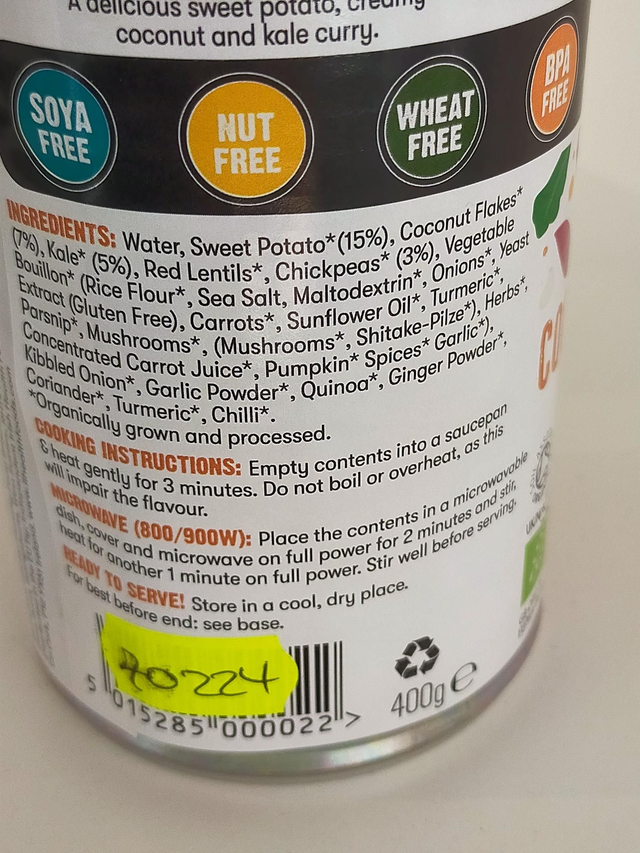 A delicious sweet potato, creamy
coconut and kale curry.
SOYA
FREE
NUT
FREE
WHEAT
FREE
BPA
FREE
INGREDIENTS: Water, Sweet Potato*(15%), Coconut Flakes*
(7%), Kale* (5%), Red Lentils*, Chickpeas* (3%), Vegetable
Bouillon* (Rice Flour*, Sea Salt, Maltodextrin*, Onions*, Yeast
Extract (Gluten Free), Carrots*, Sunflower Oil*, Turmeric*,
Parsnip*, Mushrooms*, (Mushrooms*, Shitake-Pilze*), Herbs*,
Concentrated Carrot Juice*, Pumpkin* Spices* Garlic*),
Kibbled Onion*, Garlic Powder*, Quinoa*, Ginger Powder*,
Coriander*, Turmeric*, Chilli*.
*Organically grown and processed.
COOKING INSTRUCTIONS: Empty contents into a saucepan
& heat gently for 3 minutes. Do not boil or overheat, as this
will impair the flavour.
MICROWAVE (800/900W): Place the contents in a microwavable
dish, cover and microwave on full power for 2 minutes and stir,
heat for another 1 minute on full power. Stir well before serving.
READY TO SERVE! Store in a cool, dry place.
For best before end: see base.
20224
5 015285 000022 >
400g e
CO